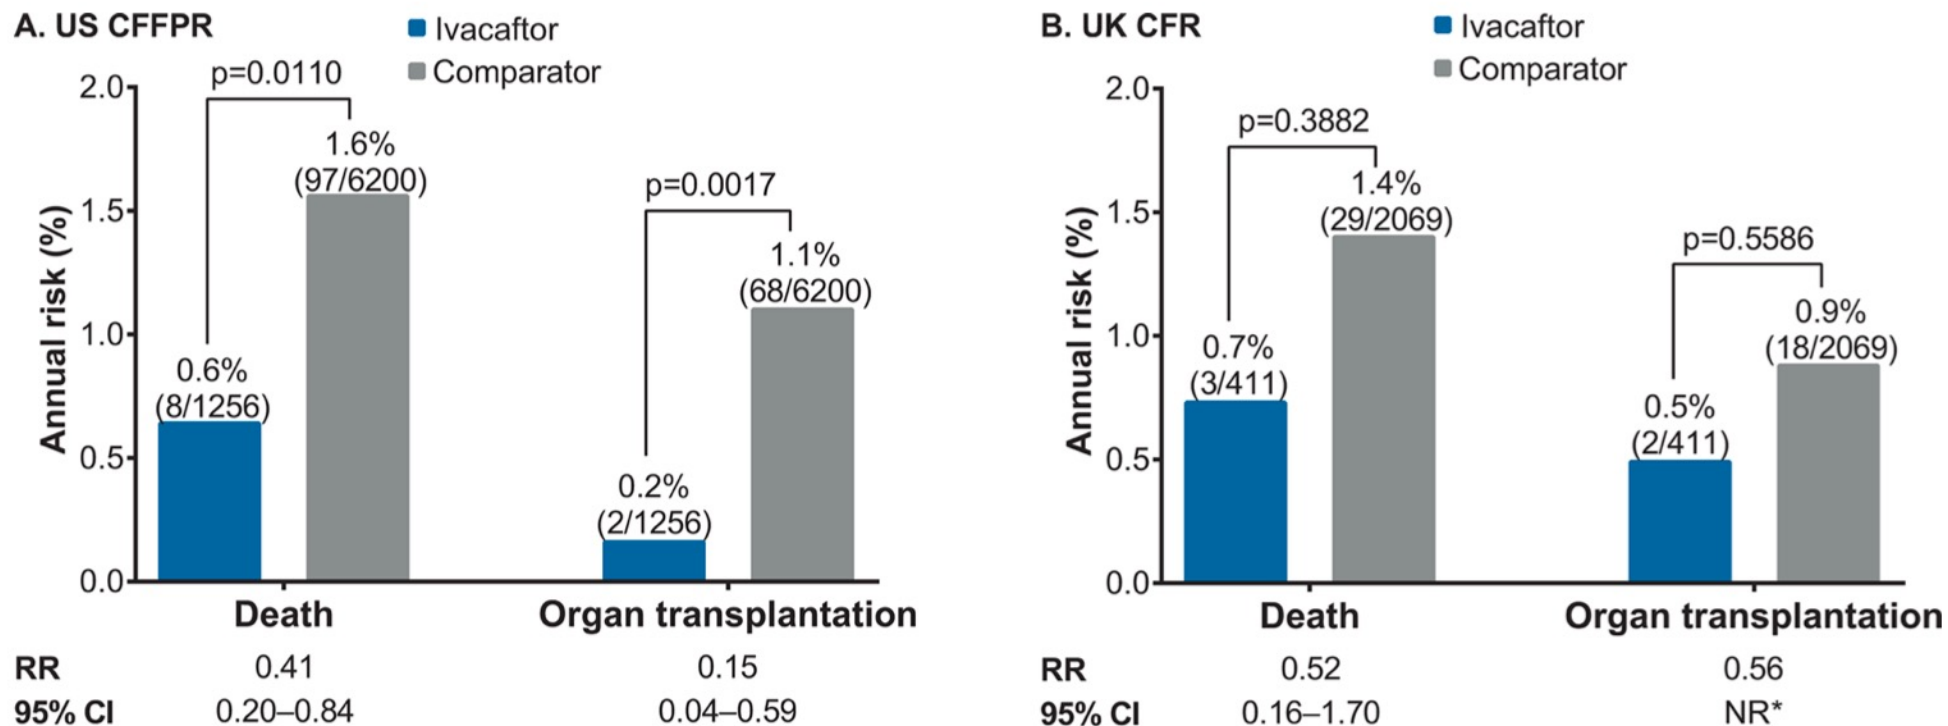 A. US CFFPR
Ivacaftor
Comparator
Annual risk (%)
2.0
1.5
1.0
0.5
0.0
p=0.0110
1.6%
(97/6200)
0.6%
(8/1256)
p=0.0017
1.1%
(68/6200)
0.2%
(2/1256)
Death
Organ transplantation
RR
0.41
0.15
95% CI
0.20–0.84
0.04–0.59
B. UK CFR
Ivacaftor
Comparator
Annual risk (%)
2.0
1.5
1.0
0.5
0.0
p=0.3882
1.4%
(29/2069)
0.7%
(3/411)
p=0.5586
0.9%
(18/2069)
0.5%
(2/411)
Death
Organ transplantation
RR
0.52
0.56
95% CI
0.16–1.70
NR*